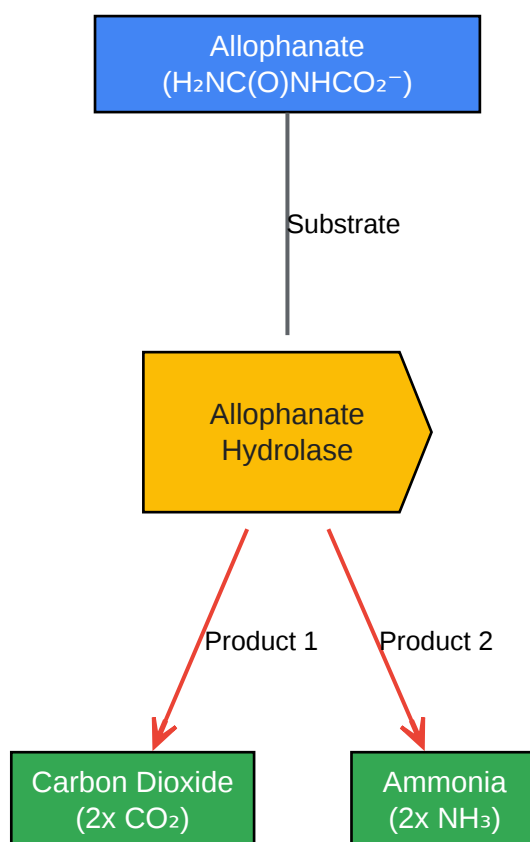 Allophanate
(H₂NC(O)NHCO₂⁻)
Substrate
Allophanate
Hydrolase
Product 1
Product 2
Carbon Dioxide
(2x CO₂)
Ammonia
(2x NH₃)